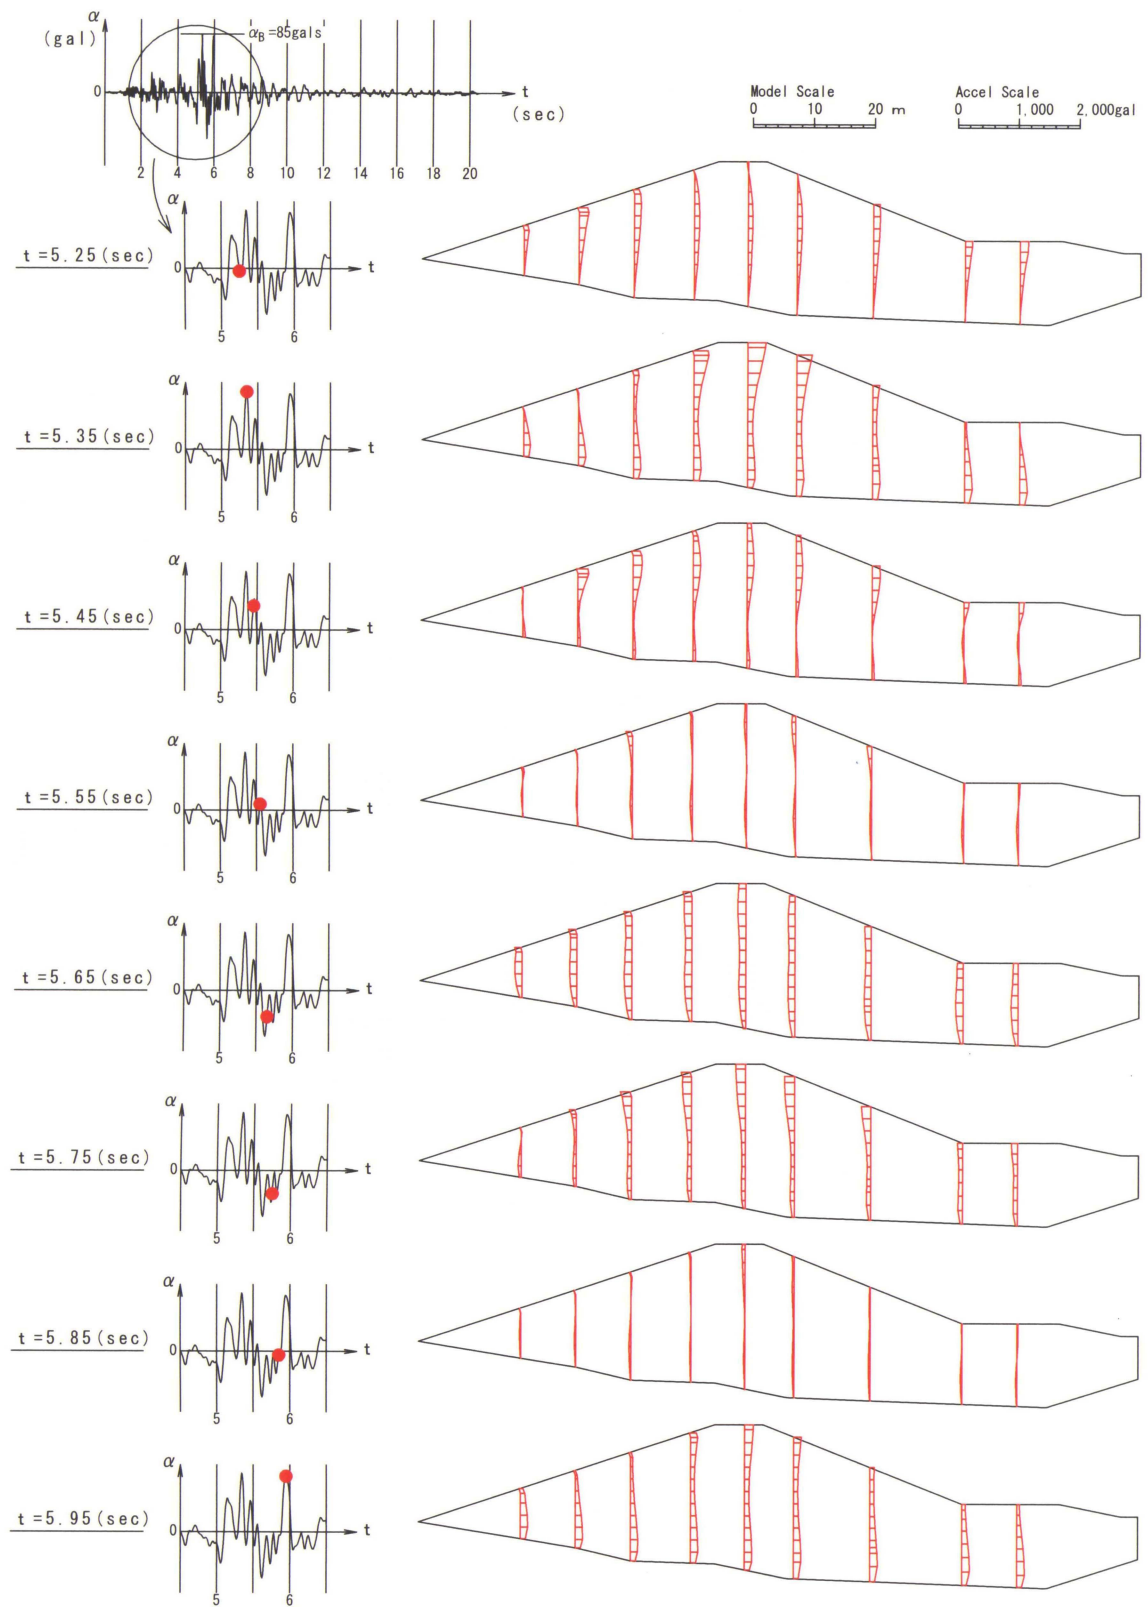 α
(gal)
αB=85gals
0
t
(sec)
2 4 6 8 10 12 14 16 18 20
Model Scale
0 10 20 m
Accel Scale
0 1,000 2,000gal
α
t=5.25(sec)
0
t
5 6
α
t=5.35(sec)
0
t
5 6
α
t=5.45(sec)
0
t
5 6
α
t=5.55(sec)
0
t
5 6
α
t=5.65(sec)
0
t
5 6
α
t=5.75(sec)
0
t
5 6
α
t=5.85(sec)
0
t
5 6
α
t=5.95(sec)
0
t
5 6